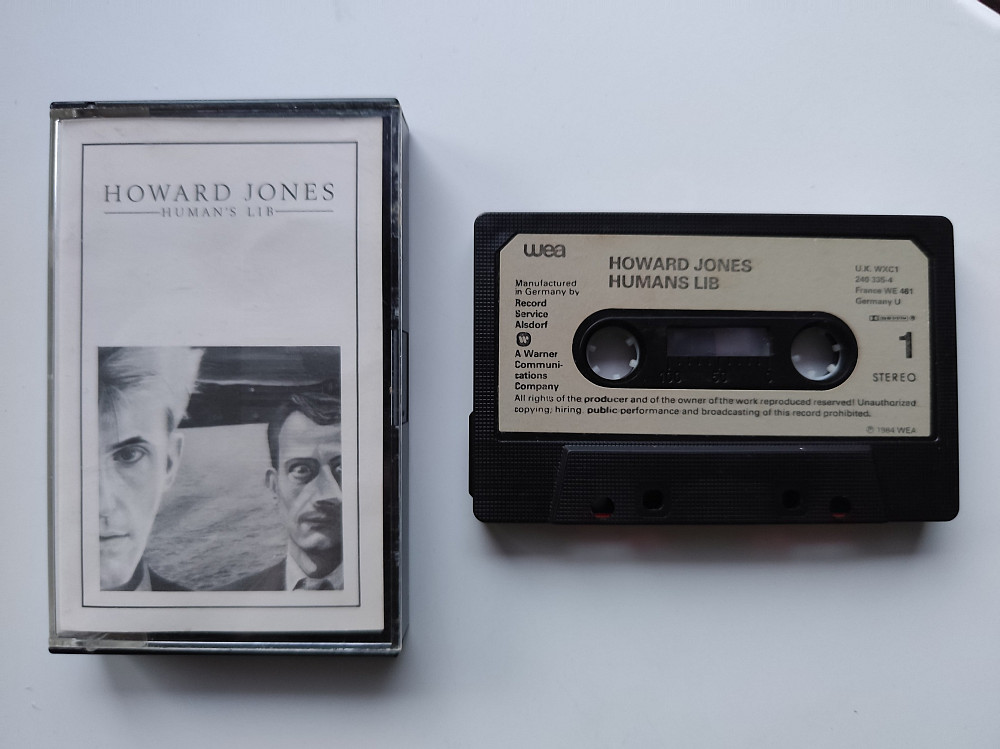 HOWARD JONES
HUMAN'S LIB
wea
HOWARD JONES
HUMANS LIB
Manufactured
in Germany by
Record
Service
Alsdorf
A Warner
Communi-
cations
Company
U.K. WXC1
240 335-4
France WE 461
Germany U
1
STEREO
100 50 0
All rights of the producer and of the owner of the work reproduced reserved! Unauthorized
copying, hiring, public performance and broadcasting of this record prohibited.
℗ 1984 WEA